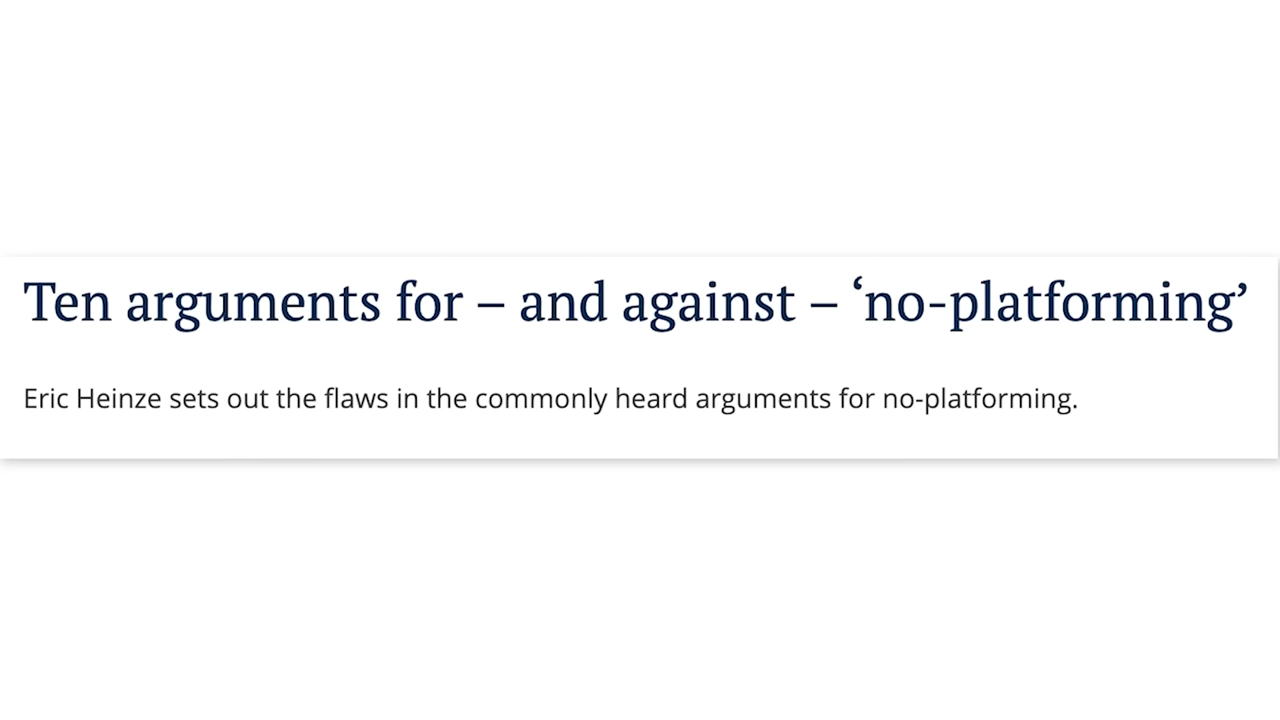 Ten arguments for – and against – ‘no-platforming’
Eric Heinze sets out the flaws in the commonly heard arguments for no-platforming.